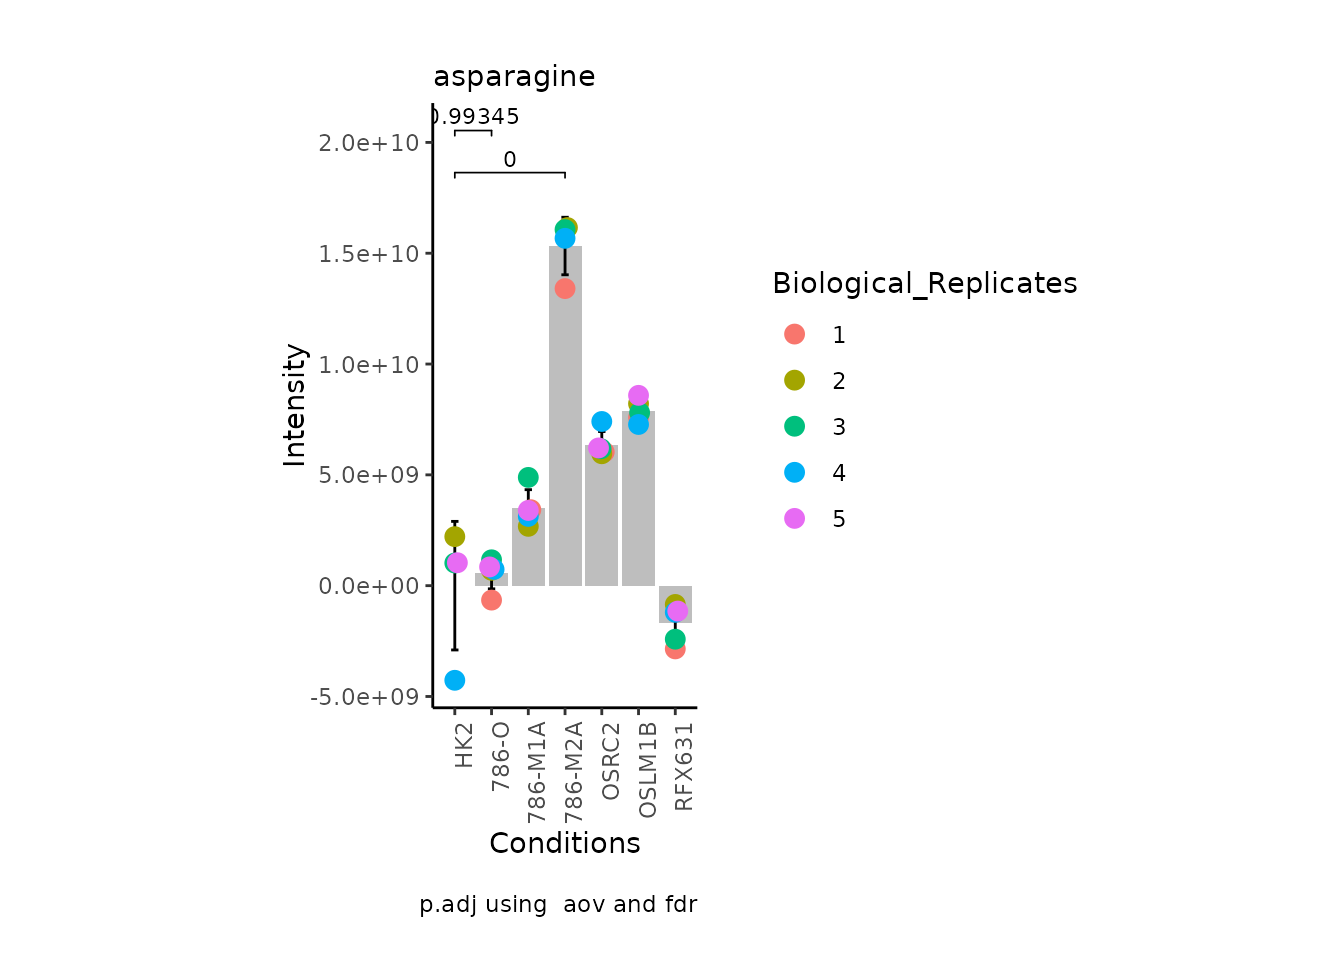 asparagine
0.99345
0
2.0e+10
1.5e+10
1.0e+10
5.0e+09
0.0e+00
-5.0e+09
Intensity
HK2
786-O
786-M1A
786-M2A
OSRC2
OSLM1B
RFX631
Conditions
p.adj using  aov and fdr
Biological_Replicates
1
2
3
4
5